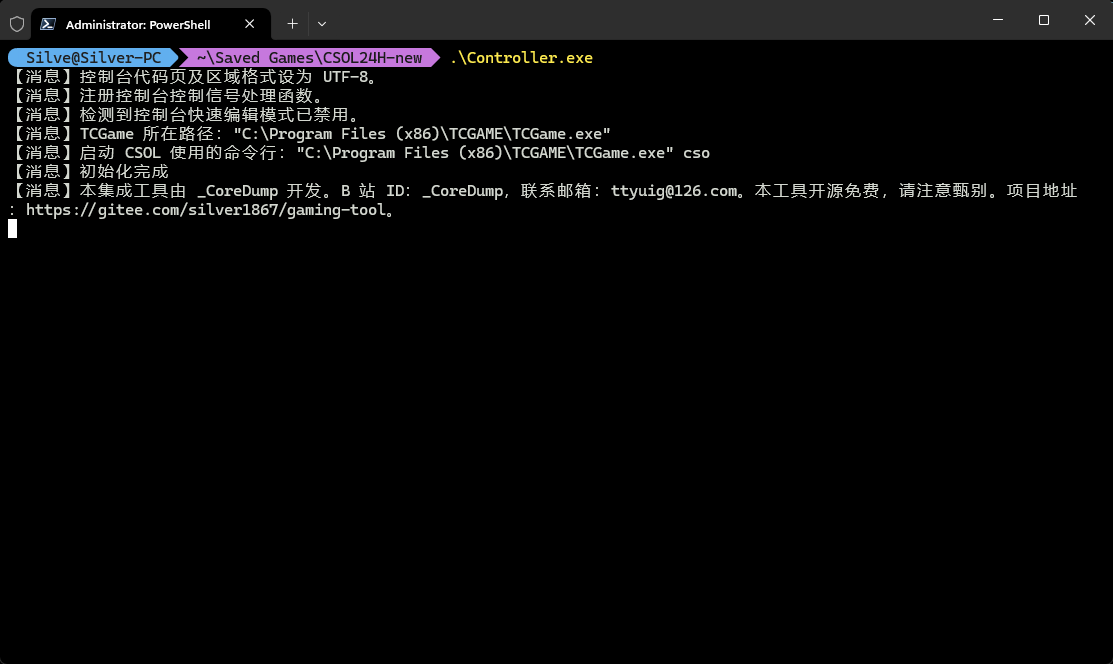 Administrator: PowerShell
Silve@Silver-PC ~\Saved Games\CSOL24H-new .\Controller.exe
【消息】控制台代码页及区域格式设为 UTF-8。
【消息】注册控制台控制信号处理函数。
【消息】检测到控制台快速编辑模式已禁用。
【消息】TCGame 所在路径："C:\Program Files (x86)\TCGAME\TCGame.exe"
【消息】启动 CSOL 使用的命令行："C:\Program Files (x86)\TCGAME\TCGame.exe" cso
【消息】初始化完成
【消息】本集成工具由 _CoreDump 开发。B 站 ID：_CoreDump，联系邮箱：ttyuig@126.com。本工具开源免费，请注意甄别。项目地址
：https://gitee.com/silver1867/gaming-tool。